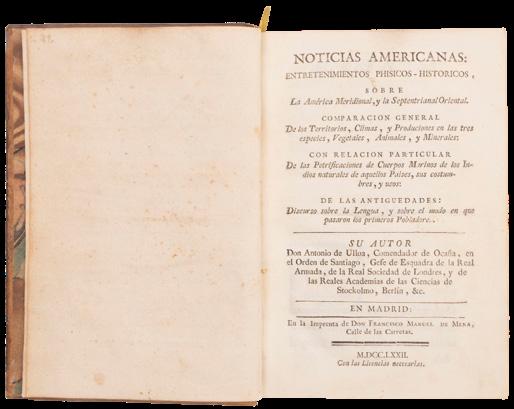 NOTICIAS AMERICANAS:
ENTRETENIMIENTOS PHISICOS-HISTORICOS,
SOBRE
La América Meridional, y la Septentrianal Oriental.
COMPARACION GENERAL
De los Territorios, Climas, y Produciones en las tres
especies, Vegetales, Animales, y Minerales:
CON RELACION PARTICULAR
De las Petrificaciones de Cuerpos Marinos de los In-
dios naturales de aquellos Paises, sus costum-
bres, y usos:
DE LAS ANTIGUEDADES:
Discurso sobre la Lengua, y sobre el modo en que
pasaron los primeros Pobladore..
SU AUTOR
Don Antonio de Ulloa, Comendador de Ocaña, en
el Orden de Santiago, Gefe de Esquadra de la Real
Armada, de la Real Sociedad de Londres, y de
las Reales Academias de las Ciencias de
Stockolmo, Berlin, &c.
EN MADRID:
En la Imprenta de DON FRANCISCO MANUEL DE MENA,
Calle de las Carretas.
M.DCC.LXXII.
Con las Licencias necesarias.